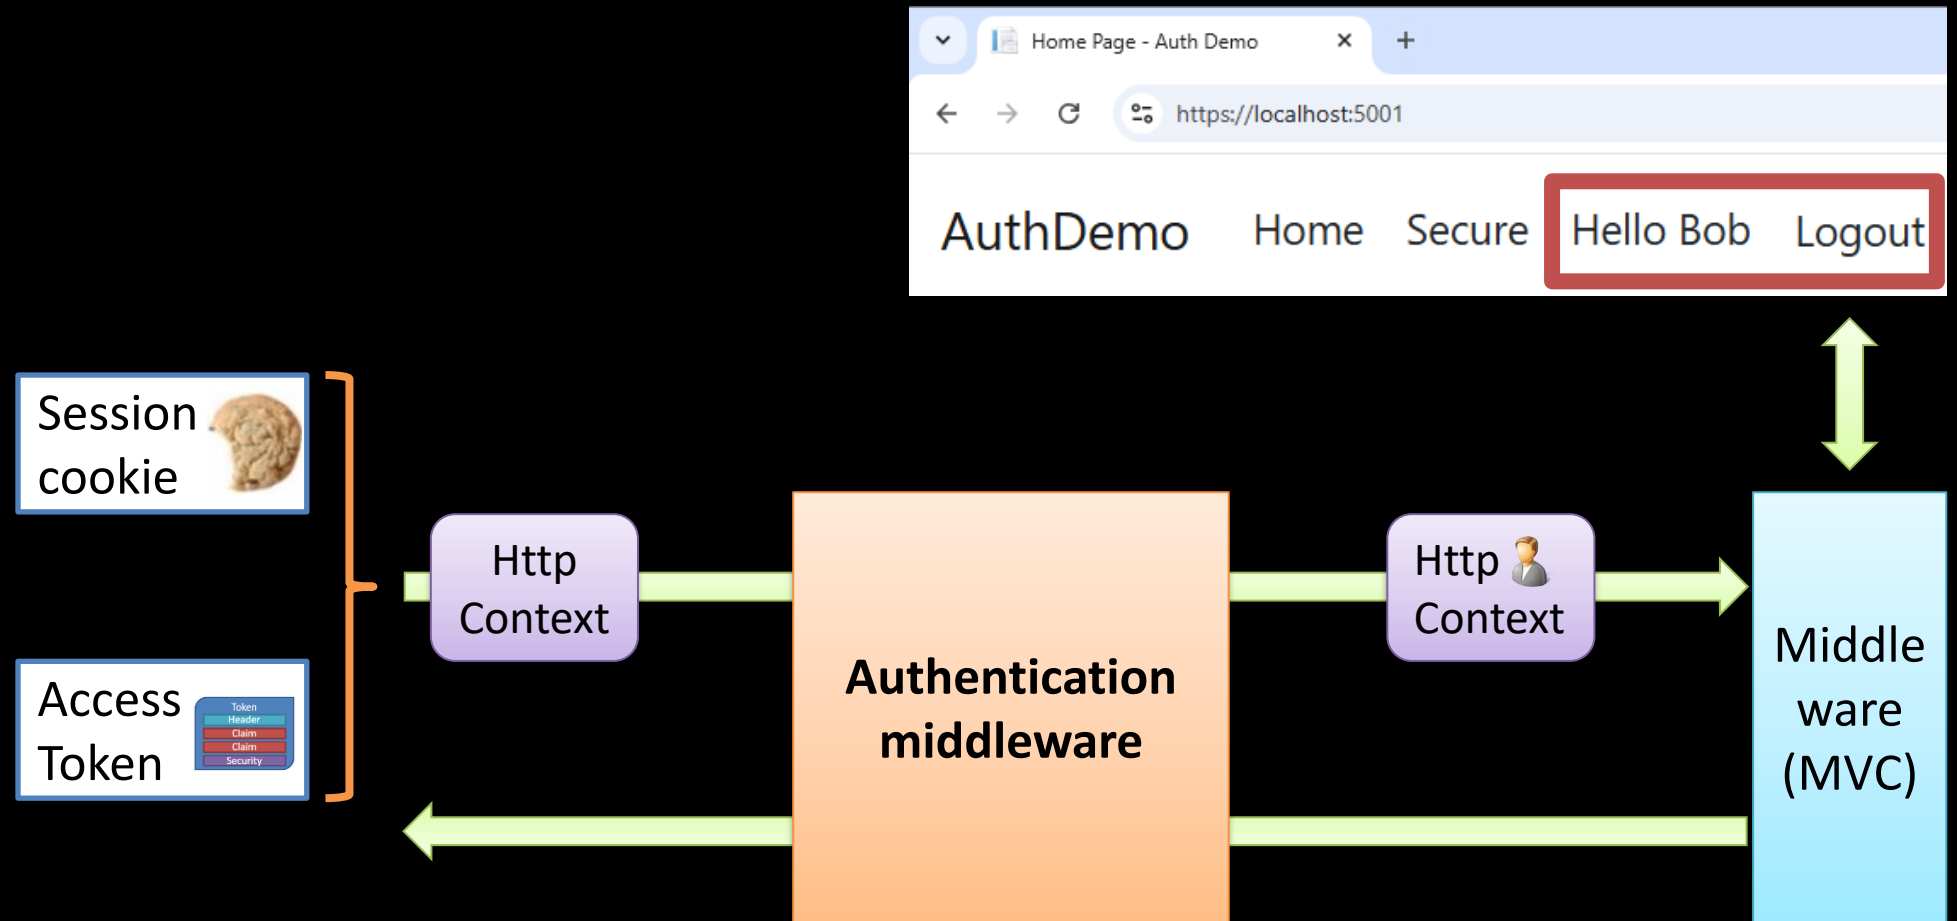 Home Page - Auth Demo
https://localhost:5001
AuthDemo Home Secure Hello Bob Logout
Session
cookie
Http
Context
Http
Context
Authentication
middleware
Middle
ware
(MVC)
Access
Token
Token
Header
Claim
Claim
Security